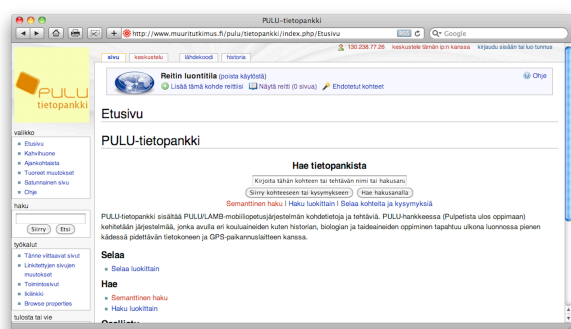 PULU-tietopankki
http://www.muuritutkimus.fi/pulu/tietopankki/index.php/Etusivu
RSS
Google
130.238.77.26 keskustele tämän ip:n kanssa kirjaudu sisään tai luo tunnus
sivu keskustelu lähdekoodi historia
Reitin luontitila (poista käytöstä)
Ohje
Lisää tämä kohde reittiisi Näytä reitti (0 sivua) Ehdotetut kohteet
PULU
tietopankki
Etusivu
PULU-tietopankki
valikko
Etusivu
Kahvihuone
Ajankohtaista
Tuoreet muutokset
Satunnainen sivu
Ohje
haku
Siirry Etsi
työkalut
Tänne viittaavat sivut
Linkitettyjen sivujen
muutokset
Toimintosivut
Ikilinkki
Browse properties
tulosta tai vie
Hae tietopankista
Kirjoita tähän kohteen tai tehtävän nimi tai hakusana
Siirry kohteeseen tai kysymykseen Hae hakusanalla
Semanttinen haku | Haku luokittain | Selaa kohteita ja kysymyksiä
PULU-tietopankki sisältää PULU/LAMB-mobiiliopetusjärjestelmän kohdetietoja ja tehtäviä. PULU-hankkeessa (Pulpetista ulos oppimaan)
kehitetään järjestelmää, jonka avulla eri kouluaineiden kuten historian, biologian ja taideaineiden oppiminen tapahtuu ulkona luonnossa pienen
kädessä pidettävän tietokoneen ja GPS-paikannuslaitteen kanssa.
Selaa
Selaa luokittain
Hae
Semanttinen haku
Haku luokittain